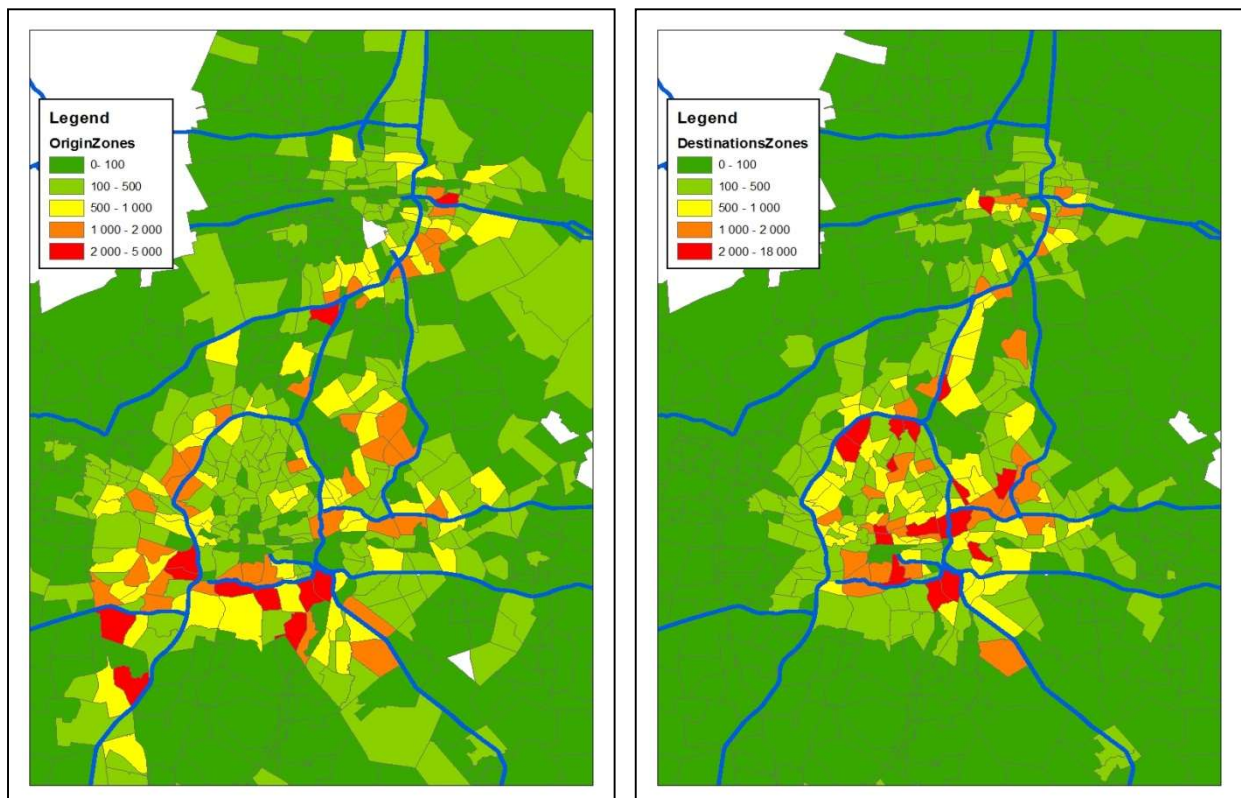 Legend
OriginZones
0- 100
100 - 500
500 - 1 000
1 000 - 2 000
2 000 - 5 000
Legend
DestinationsZones
0 - 100
100 - 500
500 - 1 000
1 000 - 2 000
2 000 - 18 000